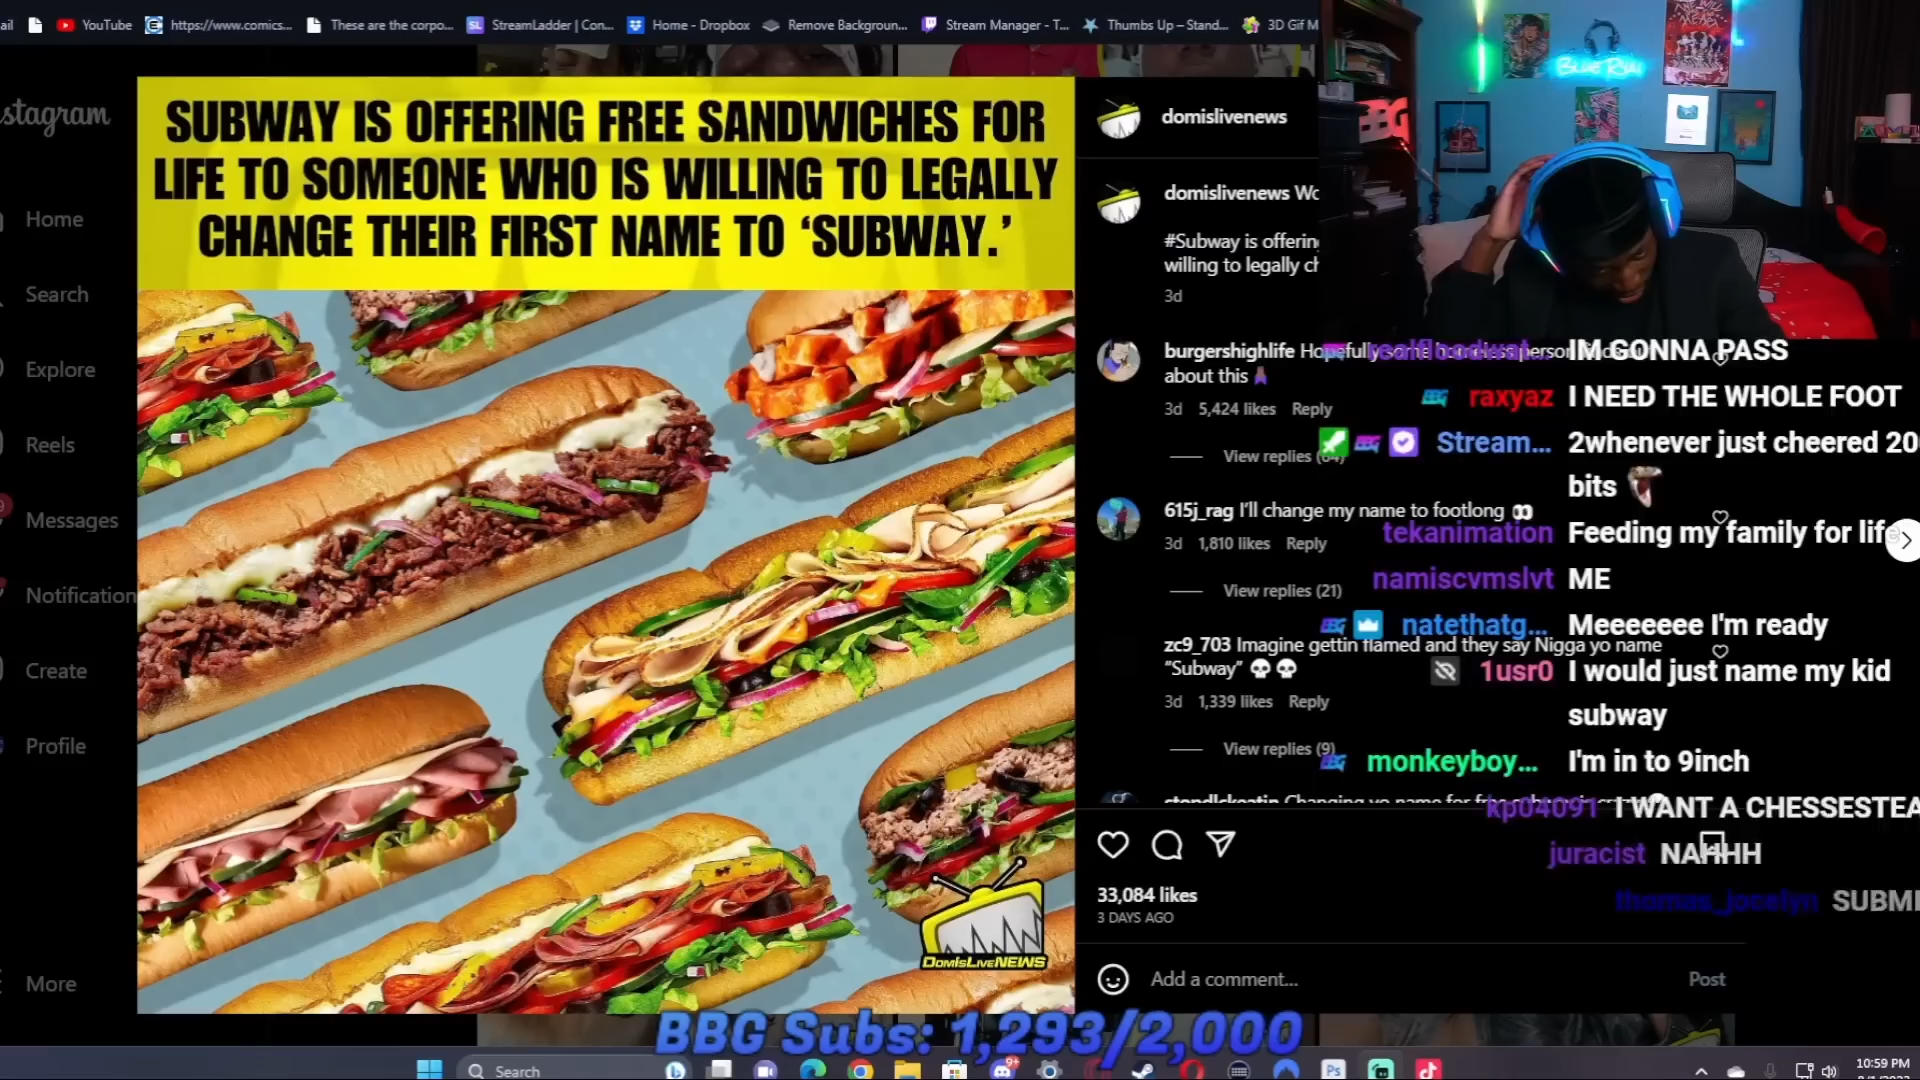 YouTube
https://www.comics...
These are the corpo...
SL
StreamLadder | Con...
Home - Dropbox
Remove Backgroun...
Stream Manager - T...
Thumbs Up – Stand...
3D Gif M
SUBWAY IS OFFERING FREE SANDWICHES FOR
LIFE TO SOMEONE WHO IS WILLING TO LEGALLY
CHANGE THEIR FIRST NAME TO ‘SUBWAY.’
stagram
Home
Search
Explore
Reels
Messages
Notification
Create
Profile
More
DOMISLIVENEWS
domislivenews
domislivenews Wo
#Subway is offering
willing to legally ch
3d
burgershighlife Hopefully some homeless person
about this
3d 5,424 likes Reply
View replies (64)
615j_rag I'll change my name to footlong 👀
3d 1,810 likes Reply
View replies (21)
zc9_703 Imagine gettin flamed and they say Nigga yo name
“Subway” 💀💀
3d 1,339 likes Reply
View replies (9)
33,084 likes
3 DAYS AGO
Add a comment...
Post
BLUE RUN
BBG
IM GONNA PASS
raxyaz I NEED THE WHOLE FOOT
Stream... 2whenever just cheered 20
bits
tekanimation Feeding my family for life
namiscvmslvt ME
natethatg... Meeeeeee I'm ready
1usr0 I would just name my kid
subway
monkeyboy... I'm in to 9inch
kp04091 I WANT A CHESSESTEA
juracist NAHHH
thomas_jocelyn SUBMI
BBG Subs: 1,293/2,000
Search
9+
Ps
10:59 PM